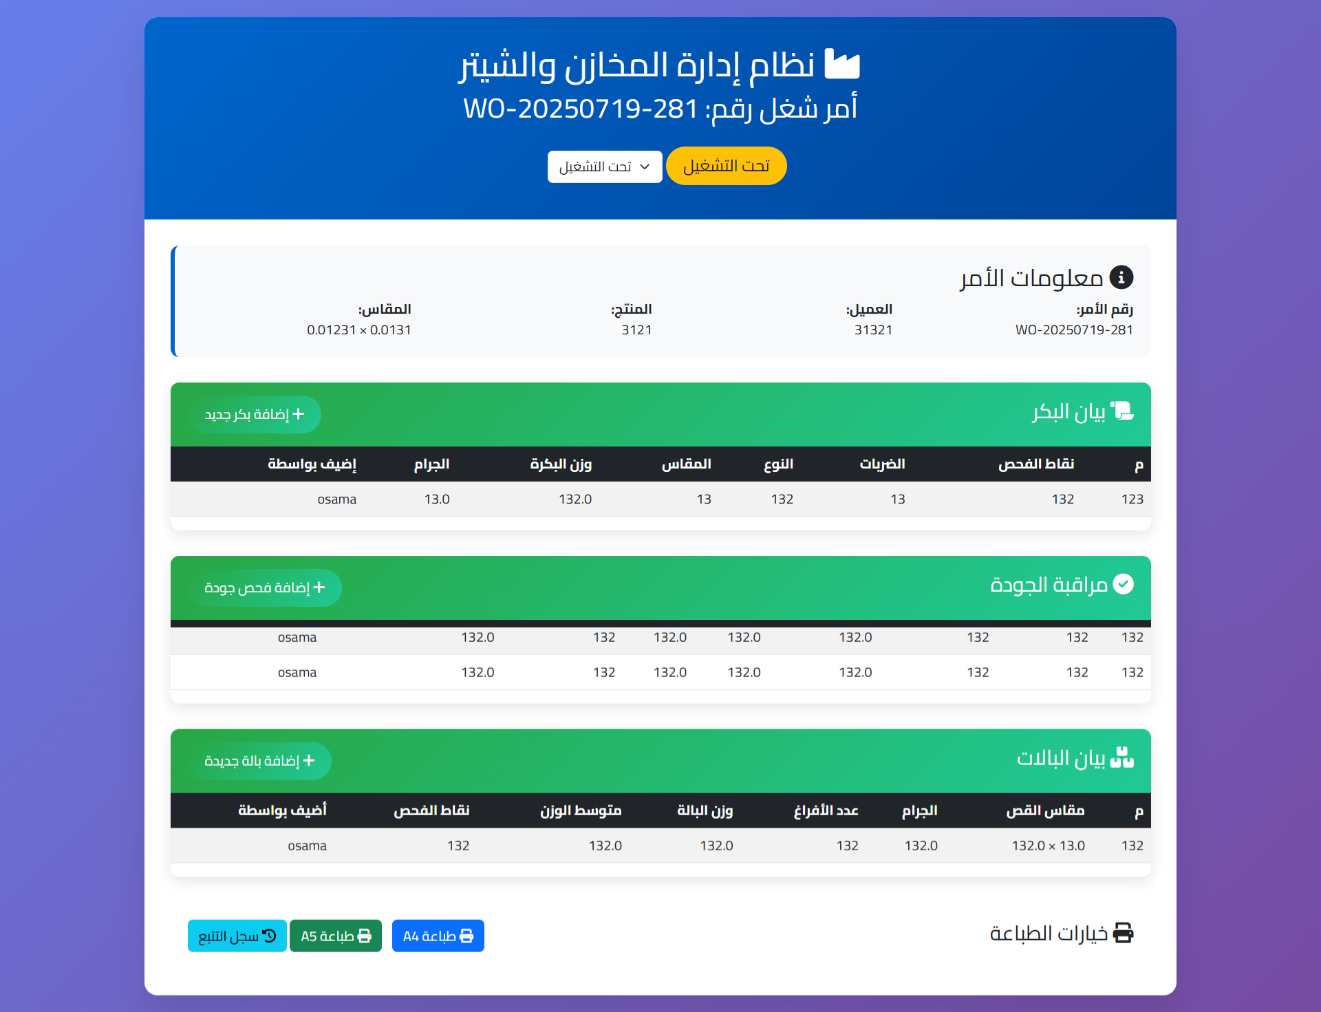 نظام إدارة المخازن والشيتر
أمر شغل رقم: WO-20250719-281
تحت التشغيل تحت التشغيل
معلومات الأمر
رقم الأمر: العميل: المنتج: المقاس:
WO-20250719-281 31321 3121 0.0131 × 0.01231
بيان البكر إضافة بكر جديد
م نقاط الفحص الضربات النوع المقاس وزن البكرة الجرام إضيف بواسطة
123 132 13 132 13 132.0 13.0 osama
مراقبة الجودة إضافة فحص جودة
132 132 132 132.0 132.0 132.0 132 132.0 osama
132 132 132 132.0 132.0 132.0 132 132.0 osama
بيان البالات إضافة بالة جديدة
م مقاس القص الجرام عدد الأفراغ وزن البالة متوسط الوزن نقاط الفحص أضيف بواسطة
132 13.0 × 132.0 132.0 132 132.0 132.0 132 osama
خيارات الطباعة طباعة A4 طباعة A5 سجل التتبع